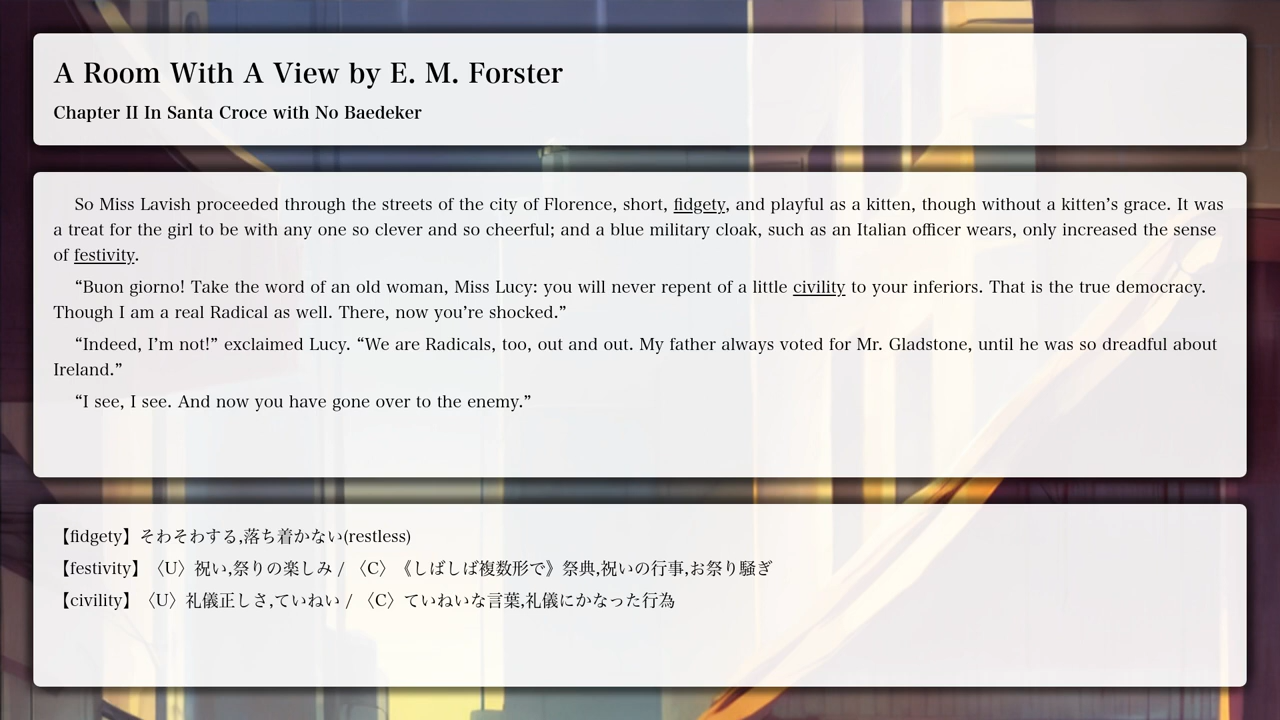 A Room With A View by E. M. Forster
Chapter II In Santa Croce with No Baedeker
So Miss Lavish proceeded through the streets of the city of Florence, short, fidgety, and playful as a kitten, though without a kitten’s grace. It was
a treat for the girl to be with any one so clever and so cheerful; and a blue military cloak, such as an Italian officer wears, only increased the sense
of festivity.
“Buon giorno! Take the word of an old woman, Miss Lucy: you will never repent of a little civility to your inferiors. That is the true democracy.
Though I am a real Radical as well. There, now you’re shocked.”
“Indeed, I’m not!” exclaimed Lucy. “We are Radicals, too, out and out. My father always voted for Mr. Gladstone, until he was so dreadful about
Ireland.”
“I see, I see. And now you have gone over to the enemy.”
【fidgety】そわそわする,落ち着かない(restless)
【festivity】〈U〉祝い,祭りの楽しみ / 〈C〉《しばしば複数形で》祭典,祝いの行事,お祭り騒ぎ
【civility】〈U〉礼儀正しさ,ていねい / 〈C〉ていねいな言葉,礼儀にかなった行為